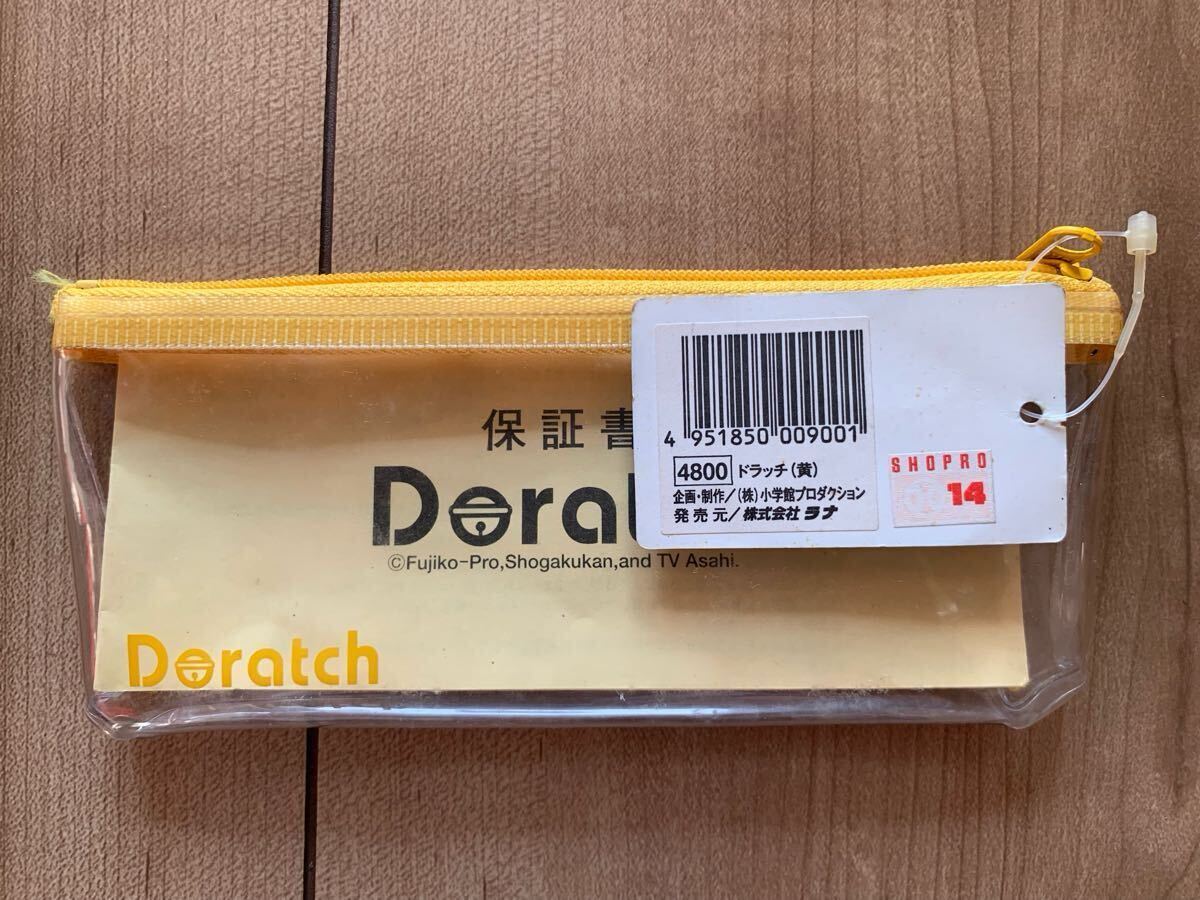 保証書
Dorat
©Fujiko-Pro,Shogakukan,and TV Asahi.
Doratch
4 951850 009001
4800 ドラッチ(黄)
企画・制作/(株)小学館プロダクション
発売元/株式会社 ラナ
SHOPRO
14